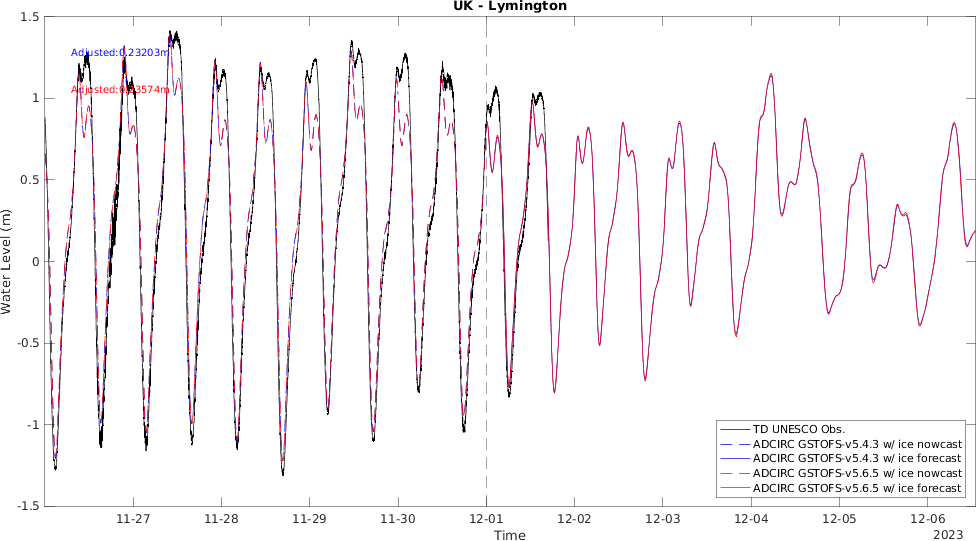 UK - Lymington
1.5
1
0.5
0
-0.5
-1
-1.5
Water Level (m)
Adjusted:0.23203m
Adjusted:0.23574m
TD UNESCO Obs.
ADCIRC GSTOFS-v5.4.3 w/ ice nowcast
ADCIRC GSTOFS-v5.4.3 w/ ice forecast
ADCIRC GSTOFS-v5.6.5 w/ ice nowcast
ADCIRC GSTOFS-v5.6.5 w/ ice forecast
11-27 11-28 11-29 11-30 12-01 12-02 12-03 12-04 12-05 12-06
Time
2023